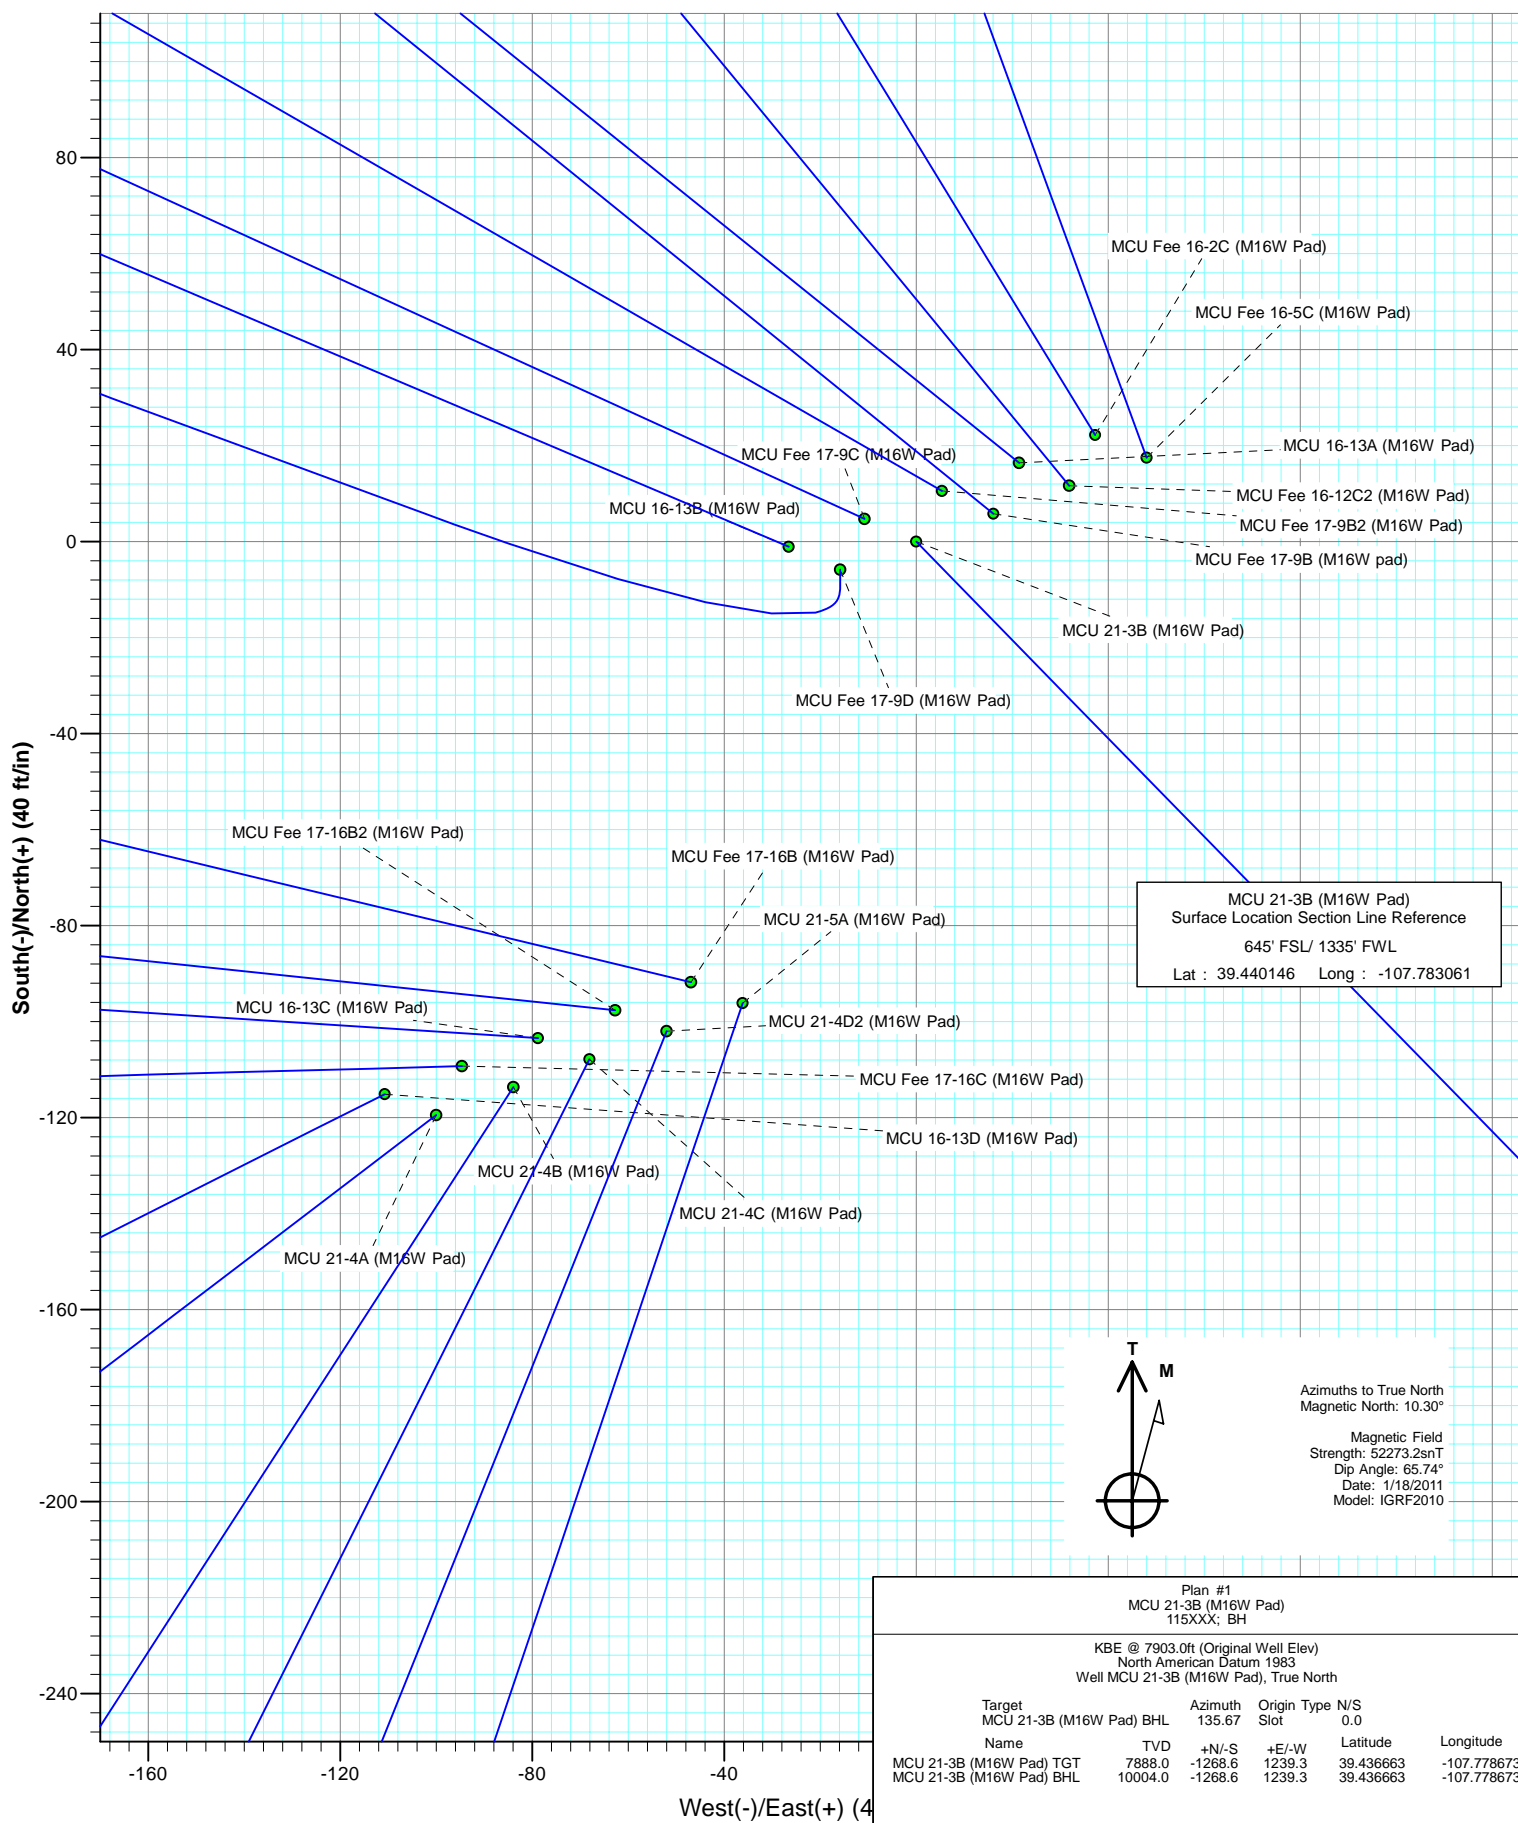 80
40
0
-40
-80
-120
-160
-200
-240
South(-)/North(+) (40 ft/in)
MCU Fee 16-2C (M16W Pad)
MCU Fee 16-5C (M16W Pad)
MCU 16-13A (M16W Pad)
MCU Fee 17-9C (M16W Pad)
MCU Fee 16-12C2 (M16W Pad)
MCU 16-13B (M16W Pad)
MCU Fee 17-9B2 (M16W Pad)
MCU Fee 17-9B (M16W pad)
MCU 21-3B (M16W Pad)
MCU Fee 17-9D (M16W Pad)
MCU Fee 17-16B2 (M16W Pad)
MCU Fee 17-16B (M16W Pad)
MCU 21-5A (M16W Pad)
MCU 16-13C (M16W Pad)
MCU 21-4D2 (M16W Pad)
MCU Fee 17-16C (M16W Pad)
MCU 16-13D (M16W Pad)
MCU 21-4B (M16W Pad)
MCU 21-4C (M16W Pad)
MCU 21-4A (M16W Pad)
MCU 21-3B (M16W Pad)
Surface Location Section Line Reference
645' FSL/ 1335' FWL
Lat : 39.440146 Long : -107.783061
T
M
Azimuths to True North
Magnetic North: 10.30°
Magnetic Field
Strength: 52273.2snT
Dip Angle: 65.74°
Date: 1/18/2011
Model: IGRF2010
Plan #1
MCU 21-3B (M16W Pad)
115XXX; BH
KBE @ 7903.0ft (Original Well Elev)
North American Datum 1983
Well MCU 21-3B (M16W Pad), True North
Target Azimuth Origin Type N/S
MCU 21-3B (M16W Pad) BHL 135.67 Slot 0.0
Name TVD +N/-S +E/-W Latitude Longitude
MCU 21-3B (M16W Pad) TGT 7888.0 -1268.6 1239.3 39.436663 -107.778673
MCU 21-3B (M16W Pad) BHL 10004.0 -1268.6 1239.3 39.436663 -107.778673
-160 -120 -80 -40
West(-)/East(+) (4